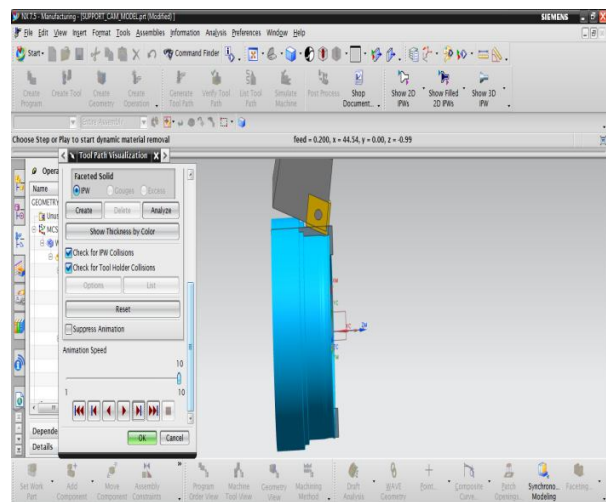 NX 7.5 - Manufacturing - [SUPPORT_CAM_MODEL.prt (Modified) ]
SIEMENS
File Edit View Insert Format Tools Assemblies Information Analysis Preferences Window Help
Start Command Finder
Create Program
Create Tool
Create Geometry
Create Operation
Generate Tool Path
Verify Tool Path
List Tool Path
Simulate Machine
Post Process
Shop Document...
Show 2D IPWs
Show Filled 2D IPWs
Show 3D IPW
Entire Assembly
Choose Step or Play to start dynamic material removal
feed = 0.200, x = 44.54, y = 0.00, z = -0.99
Tool Path Visualization
X
Opera
Name
GEOMETRY
Unus
MCS
Faceted Solid
IPW Gouges Excess
Create Delete Analyze
Show Thickness by Color
Check for IPW Collisions
Check for Tool Holder Collisions
Options List
Reset
Suppress Animation
Animation Speed
10
1 10
OK Cancel
Depende
Details
Set Work Part
Add Component
Move Component
Assembly Constraints
Program Order View
Machine Tool View
Geometry View
Machining Method
Draft Analysis
WAVE Geometry
Point...
Composite Curve...
Patch Openings...
Synchrono... Modeling
Faceting...